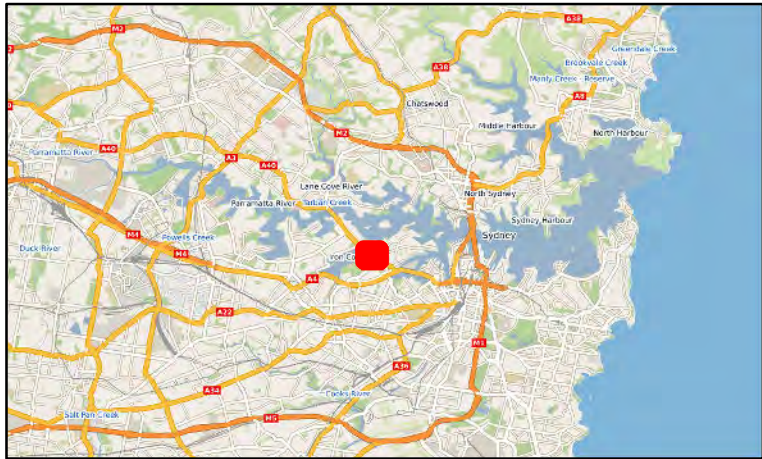 M2
A38
Greendale Creek
Brookvale Creek
A38
Manly Creek - Reserve
A8
Chatswood
M2
Middle Harbour
North Harbour
A40
A3
Parramatta River
A40
Lane Cove River
Tarban Creek
Parramatta River
North Sydney
Sydney Harbour
M4
Powells Creek
Sydney
Duck River
M4
A4
A22
M1
A36
A34
Cooks River
Salt Pan Creek
M5